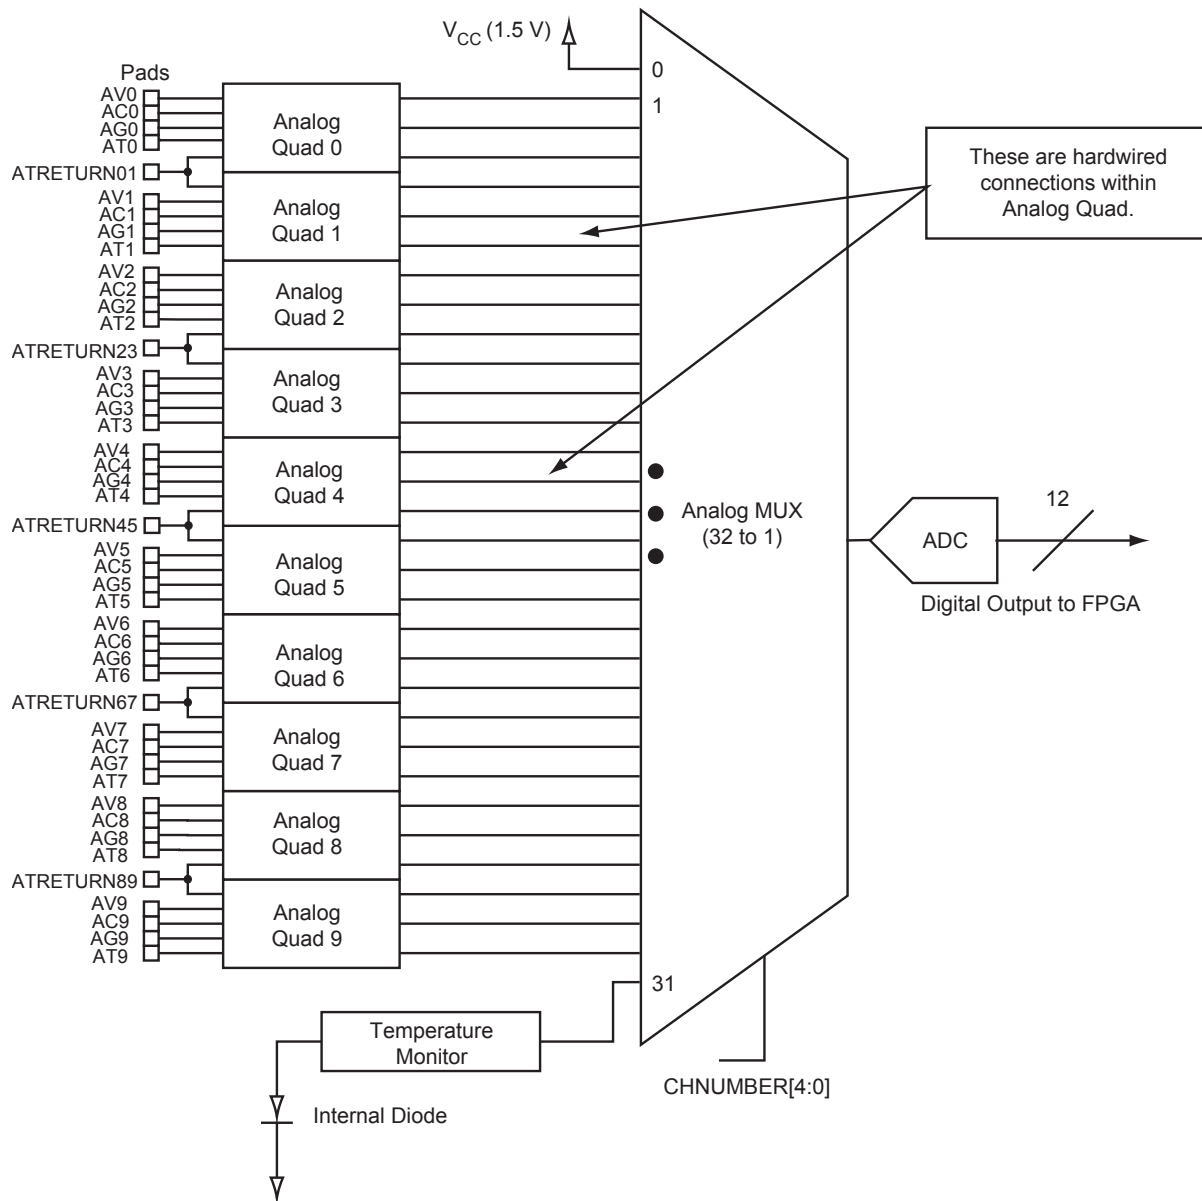 V_CC (1.5 V)
0
1
Pads
AV0
AC0
AG0
AT0
Analog
Quad 0
ATRETURN01
AV1
AC1
AG1
AT1
Analog
Quad 1
These are hardwired
connections within
Analog Quad.
AV2
AC2
AG2
AT2
Analog
Quad 2
ATRETURN23
AV3
AC3
AG3
AT3
Analog
Quad 3
AV4
AC4
AG4
AT4
Analog
Quad 4
ATRETURN45
AV5
AC5
AG5
AT5
Analog
Quad 5
Analog MUX
(32 to 1)
ADC
12
Digital Output to FPGA
AV6
AC6
AG6
AT6
Analog
Quad 6
ATRETURN67
AV7
AC7
AG7
AT7
Analog
Quad 7
AV8
AC8
AG8
AT8
Analog
Quad 8
ATRETURN89
AV9
AC9
AG9
AT9
Analog
Quad 9
31
Temperature
Monitor
CHNUMBER[4:0]
Internal Diode